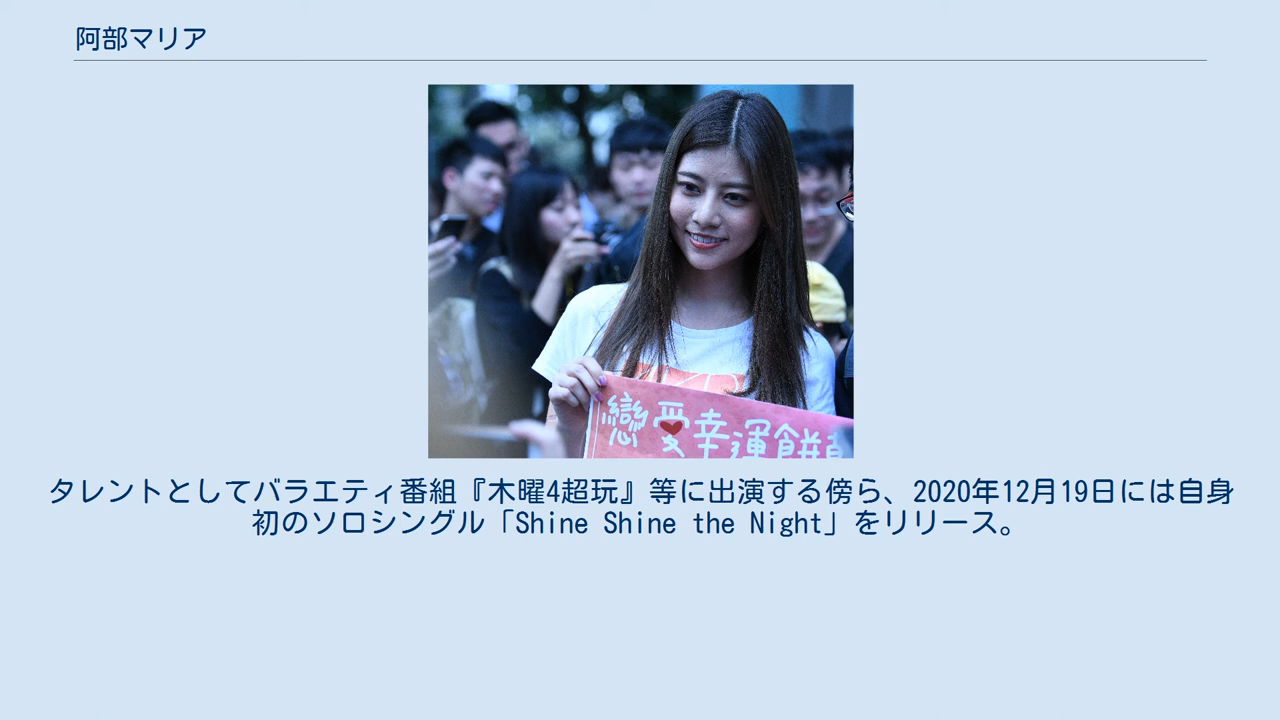 阿部マリア
戀愛幸運餅
タレントとしてバラエティ番組『木曜4超玩』等に出演する傍ら、2020年12月19日には自身
初のソロシングル「Shine Shine the Night」をリリース。